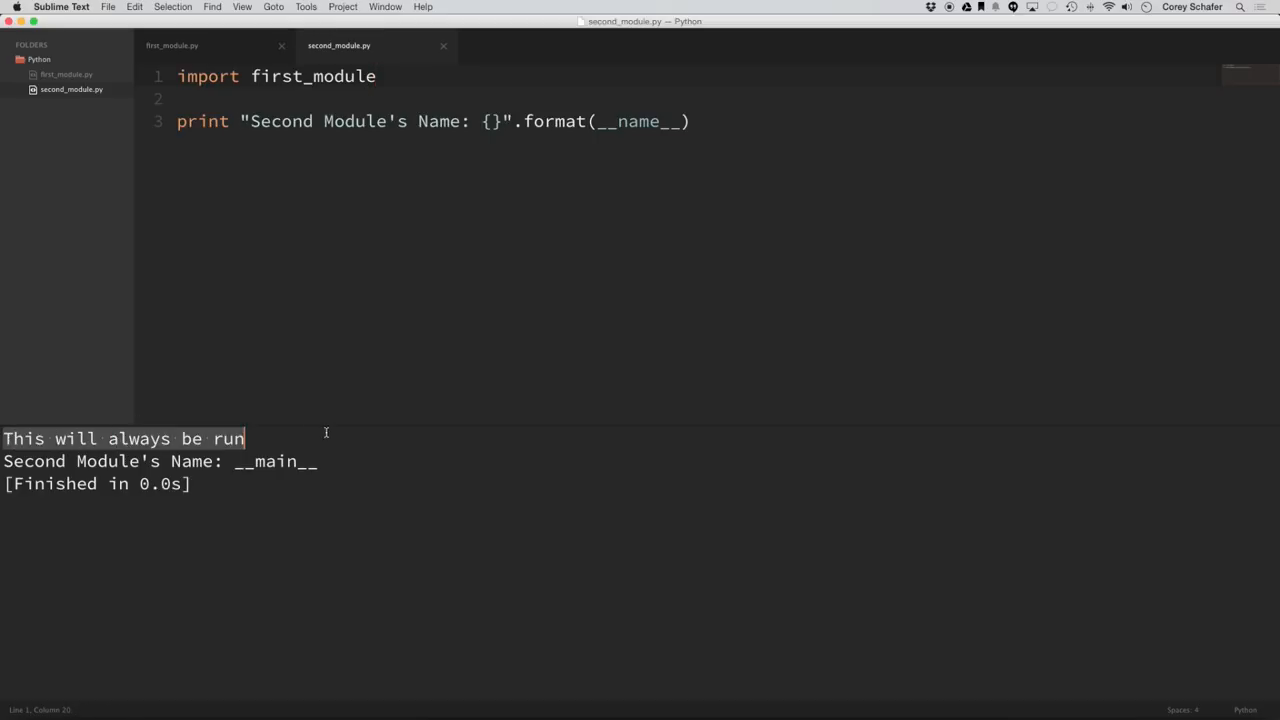 Sublime Text File Edit Selection Find View Goto Tools Project Window Help Corey Schafer
second_module.py — Python
FOLDERS
Python
first_module.py
second_module.py
first_module.py second_module.py
1 import first_module
2
3 print "Second Module's Name: {}".format(__name__)
This will always be run
Second Module's Name: __main__
[Finished in 0.0s]
Line 1, Column 20 Spaces: 4 Python